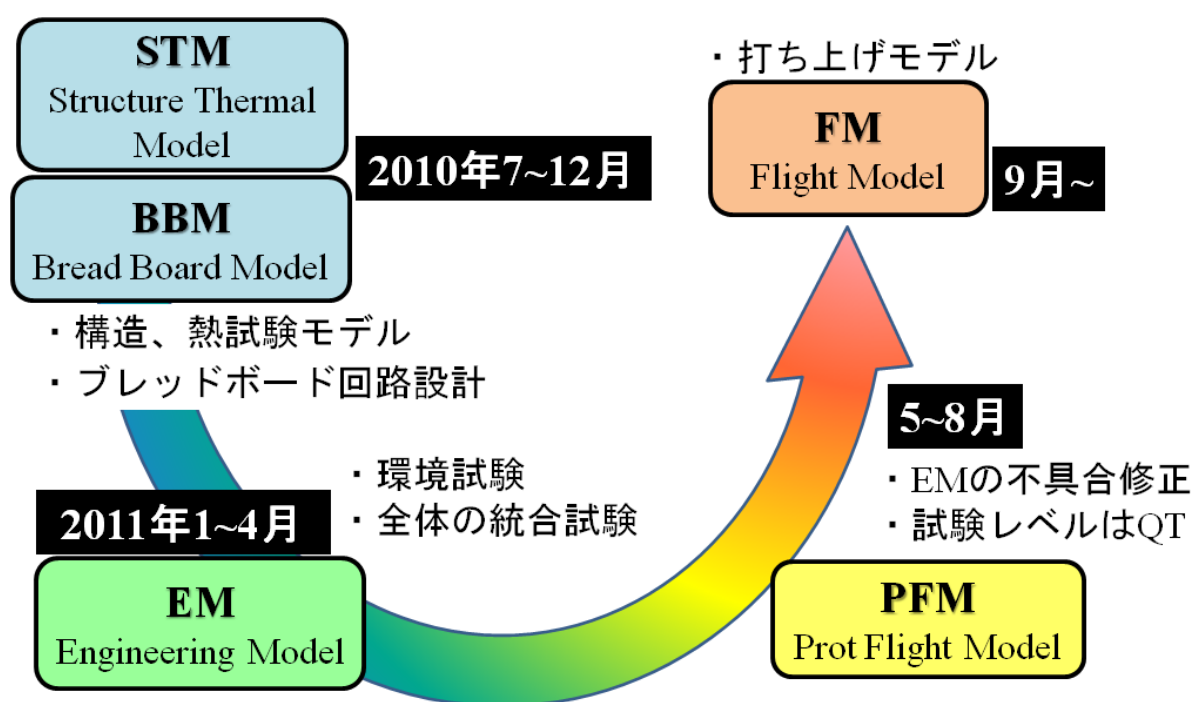 STM
Structure Thermal
Model
BBM
Bread Board Model
2010年7~12月
・構造、熱試験モデル
・ブレッドボード回路設計
2011年1~4月
EM
Engineering Model
・環境試験
・全体の統合試験
5~8月
・EMの不具合修正
・試験レベルはQT
PFM
Prot Flight Model
・打ち上げモデル
FM
Flight Model
9月~